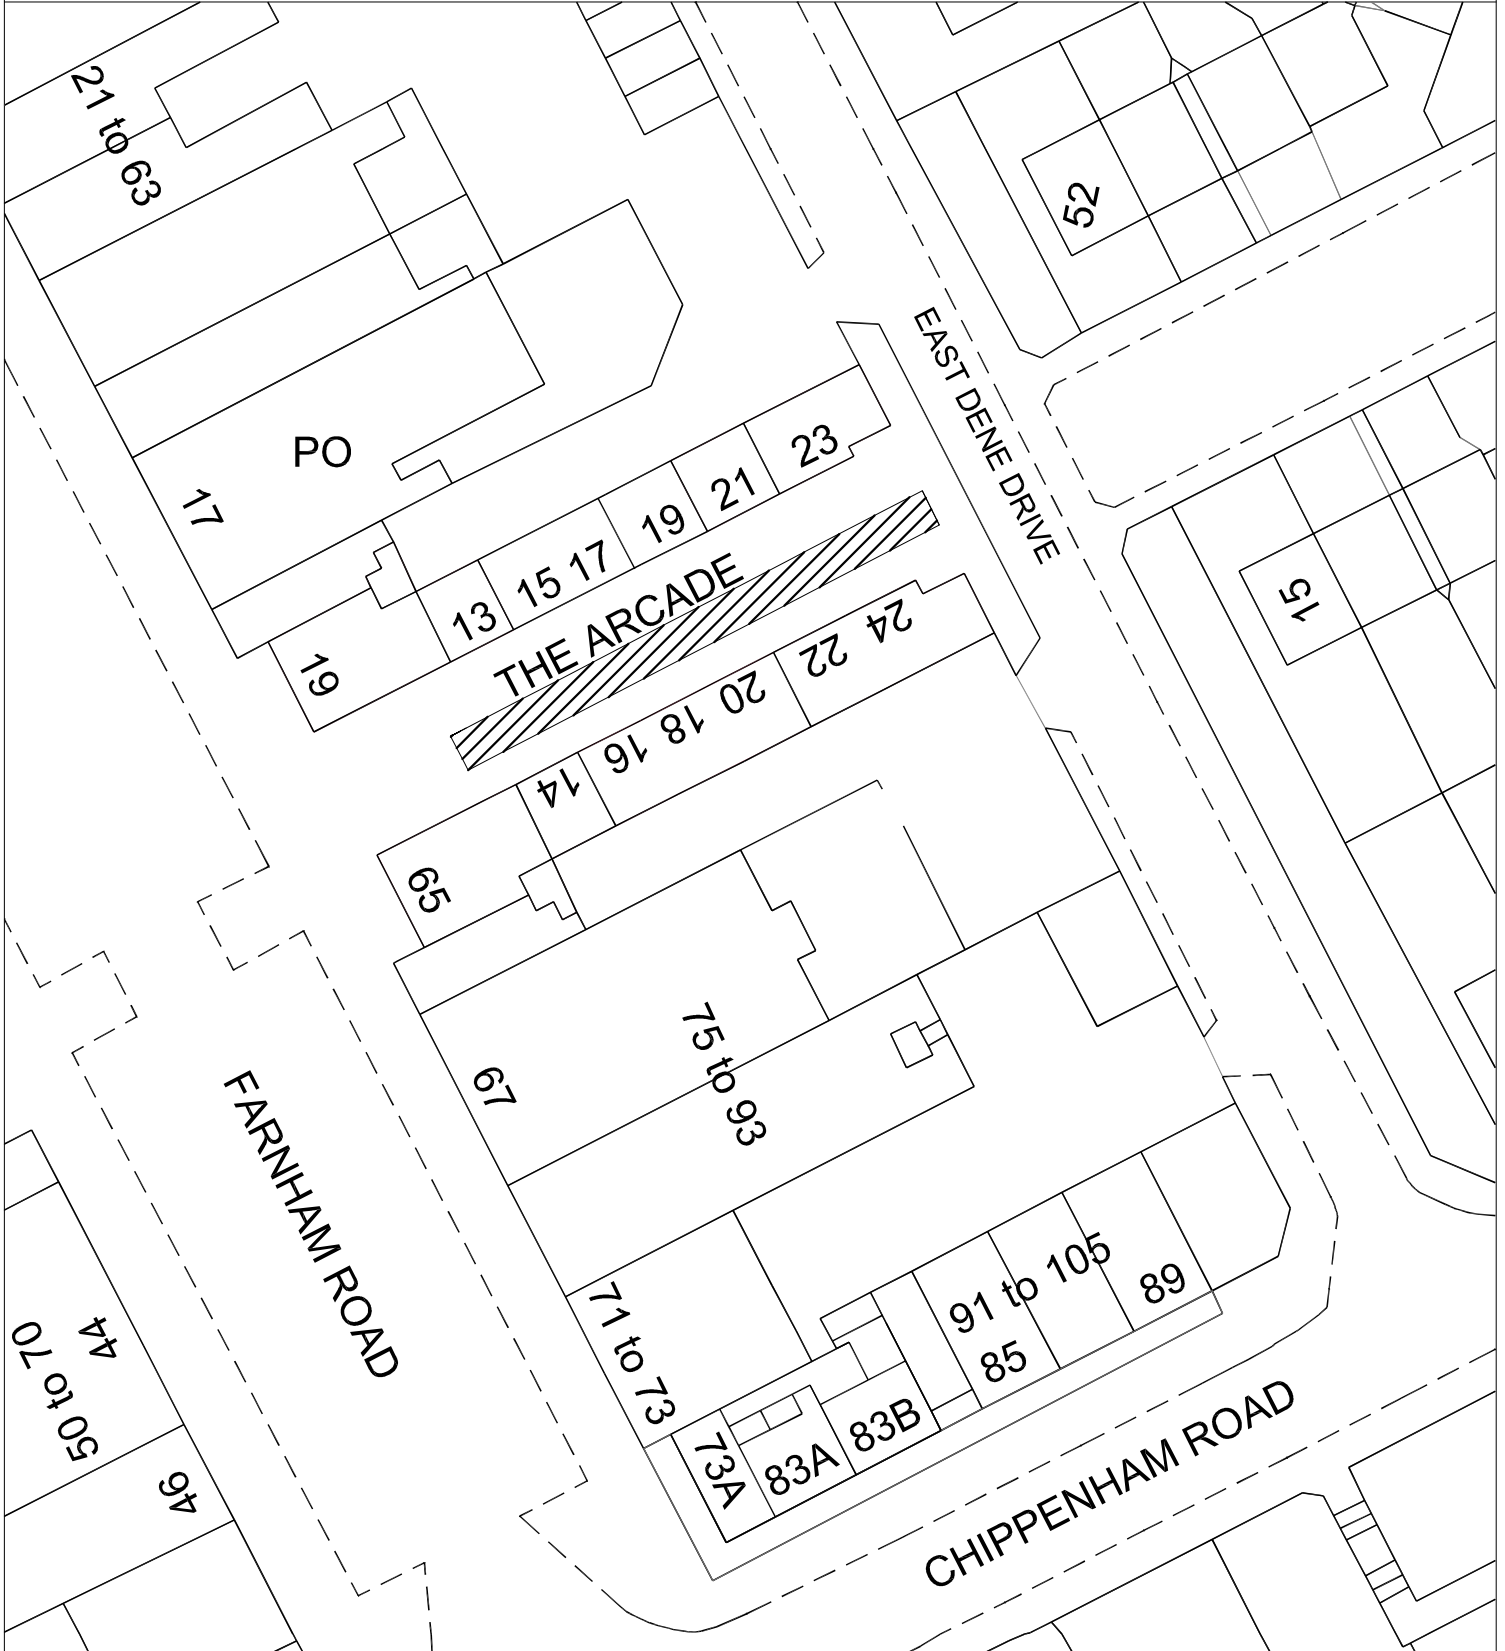 21 to 63
52
EAST DENE DRIVE
PO
17
23
21
19
15 17
13
19
THE ARCADE
15
24
22
20
18
16
14
65
75 to 93
67
FARNHAM ROAD
91 to 105
89
85
71 to 73
83B
83A
73A
44
50 to 70
46
CHIPPENHAM ROAD